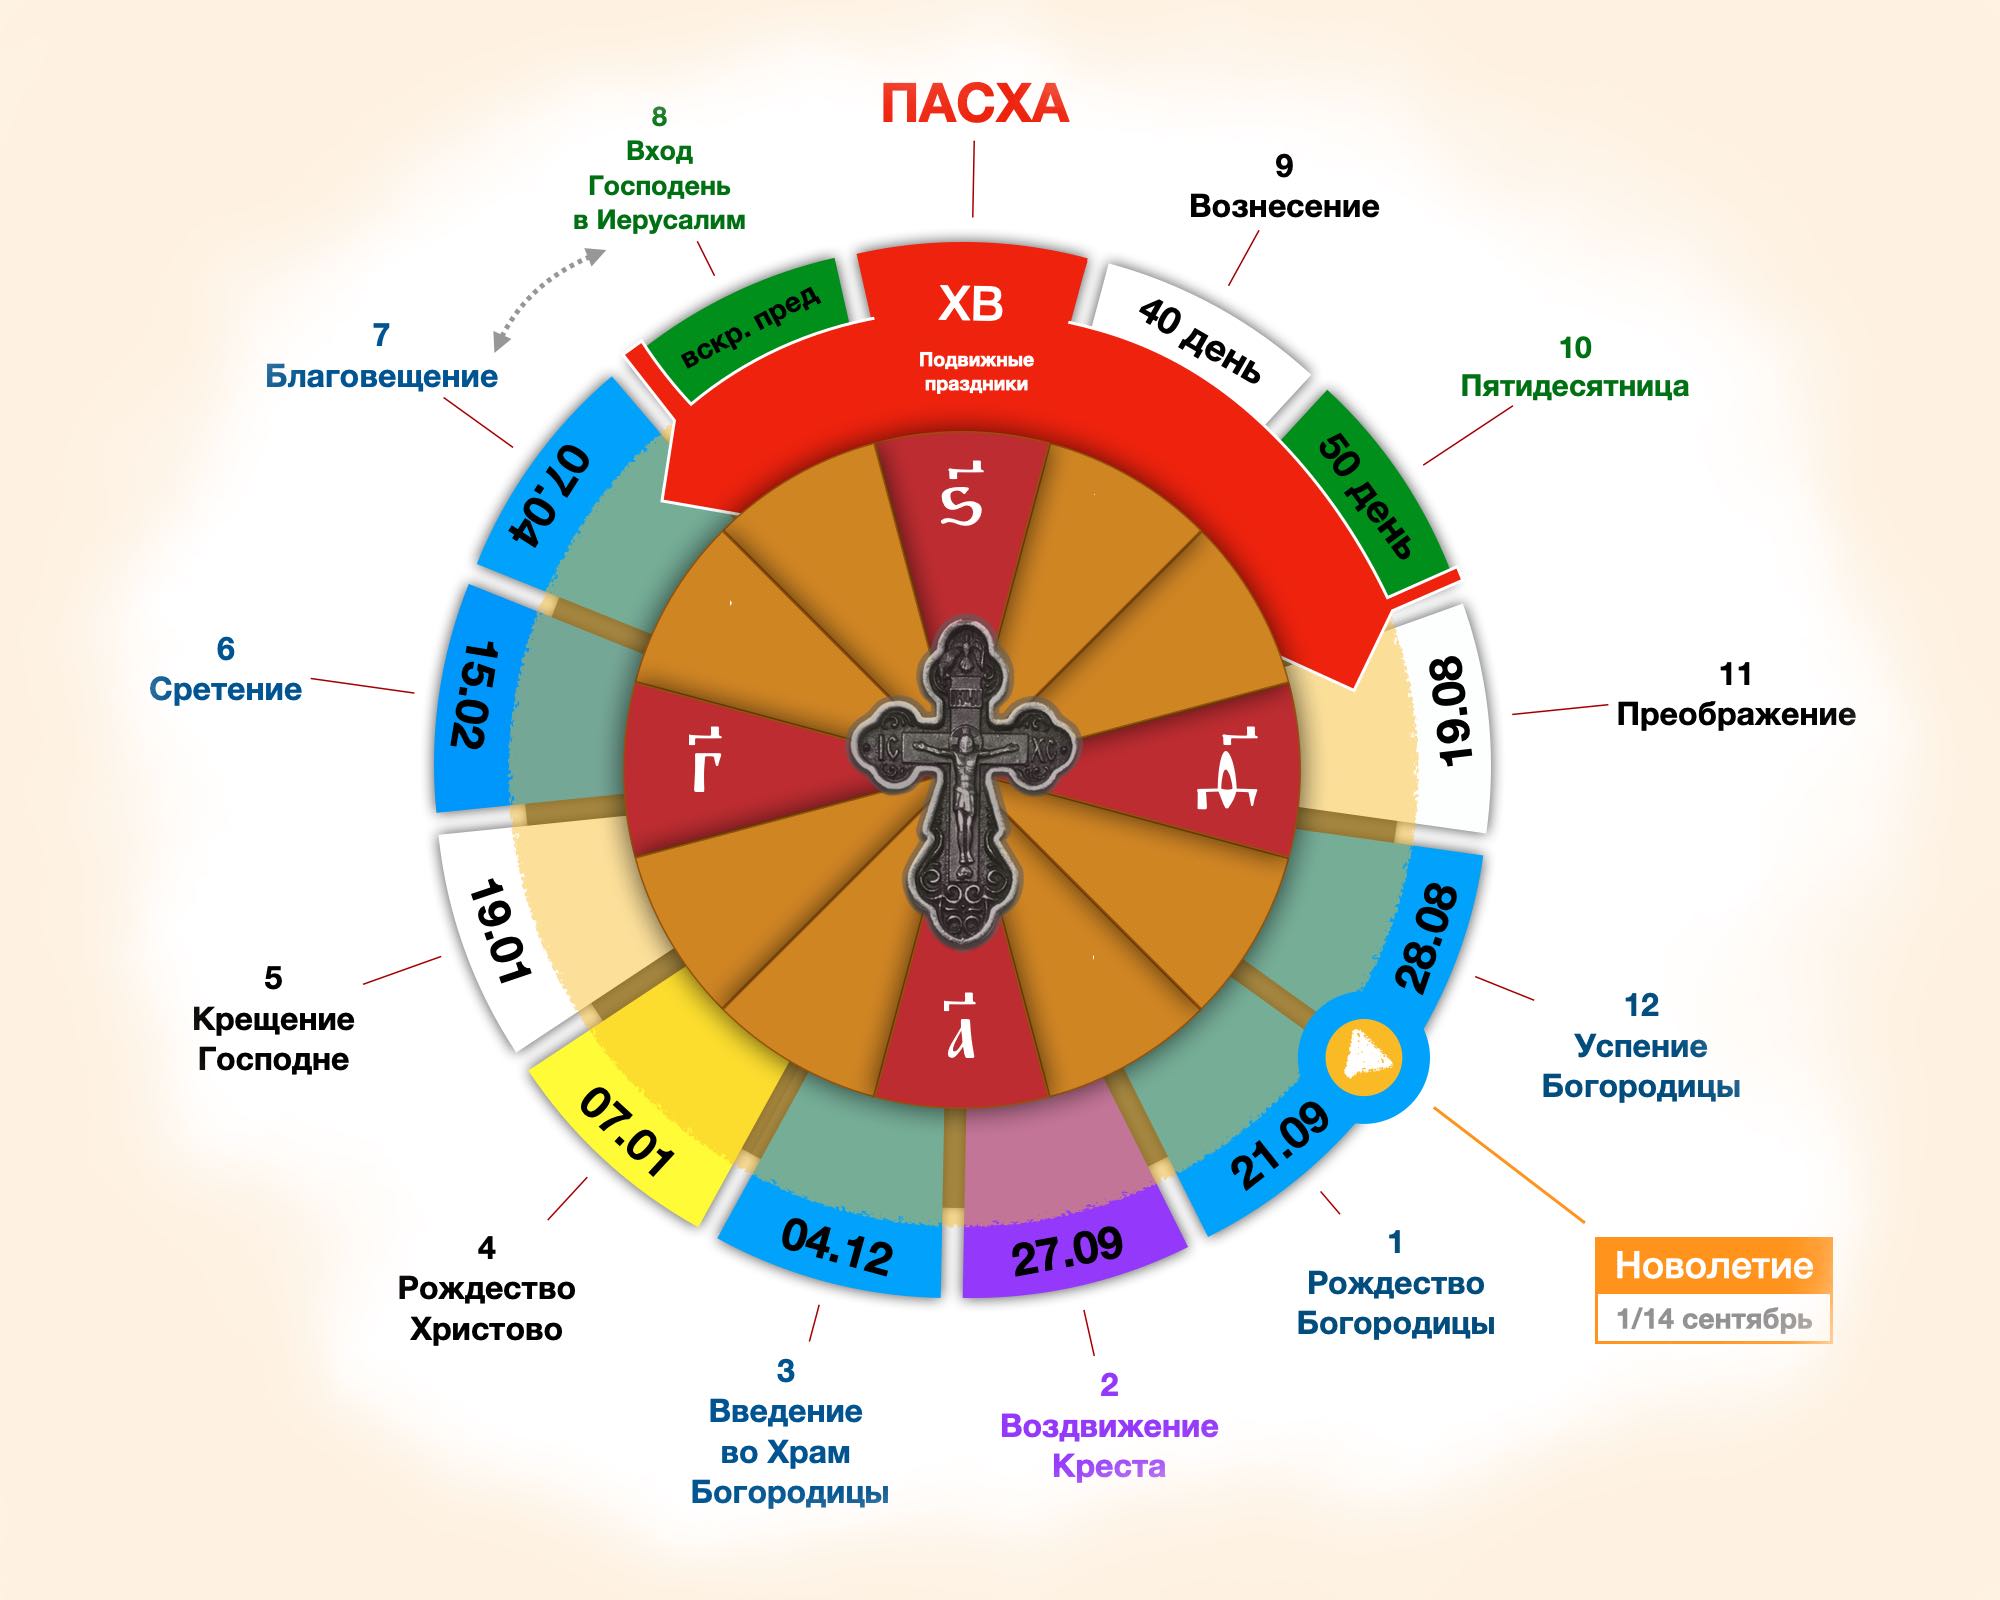 ПАСХА
8
Вход
Господень
в Иерусалим
9
Вознесение
7
Благовещение
10
Пятидесятница
вскр. пред
ХВ
Подвижные
праздники
40 день
50 день
07.04
6
Сретение
15.02
11
Преображение
19.08
5
Крещение
Господне
19.01
28.08
12
Успение
Богородицы
4
Рождество
Христово
07.01
04.12
27.09
21.09
3
Введение
во Храм
Богородицы
2
Воздвижение
Креста
1
Рождество
Богородицы
Новолетие
1/14 сентябрь
IC
XC